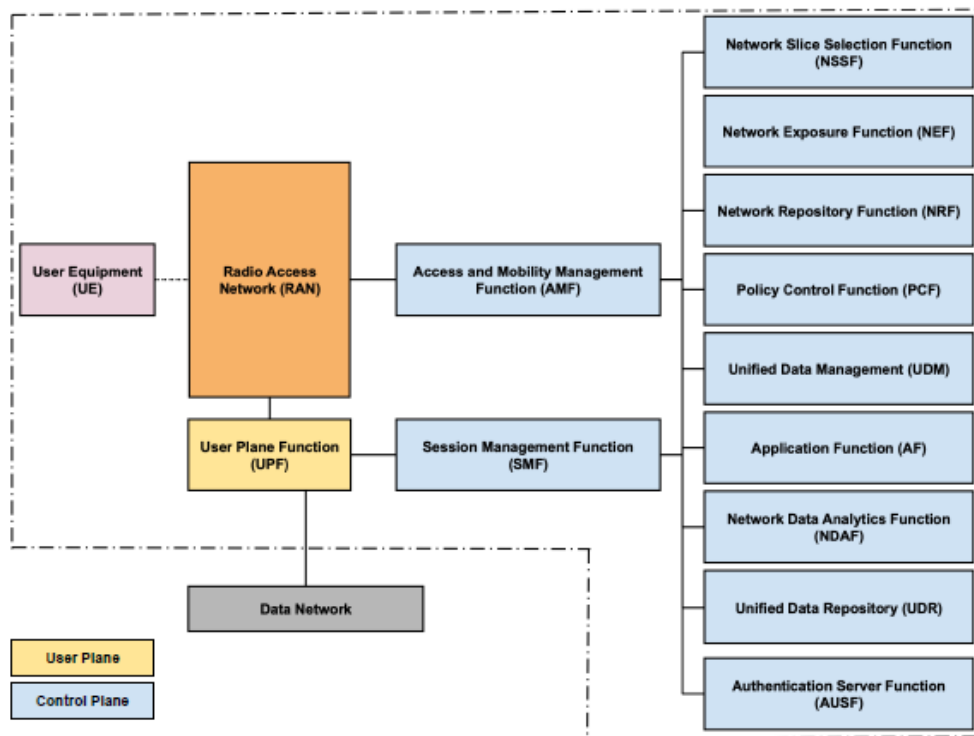 Network Slice Selection Function
(NSSF)
Network Exposure Function (NEF)
Network Repository Function (NRF)
User Equipment
(UE)
Radio Access
Network (RAN)
Access and Mobility Management
Function (AMF)
Policy Control Function (PCF)
Unified Data Management (UDM)
User Plane Function
(UPF)
Session Management Function
(SMF)
Application Function (AF)
Network Data Analytics Function
(NDAF)
Data Network
Unified Data Repository (UDR)
User Plane
Control Plane
Authentication Server Function
(AUSF)